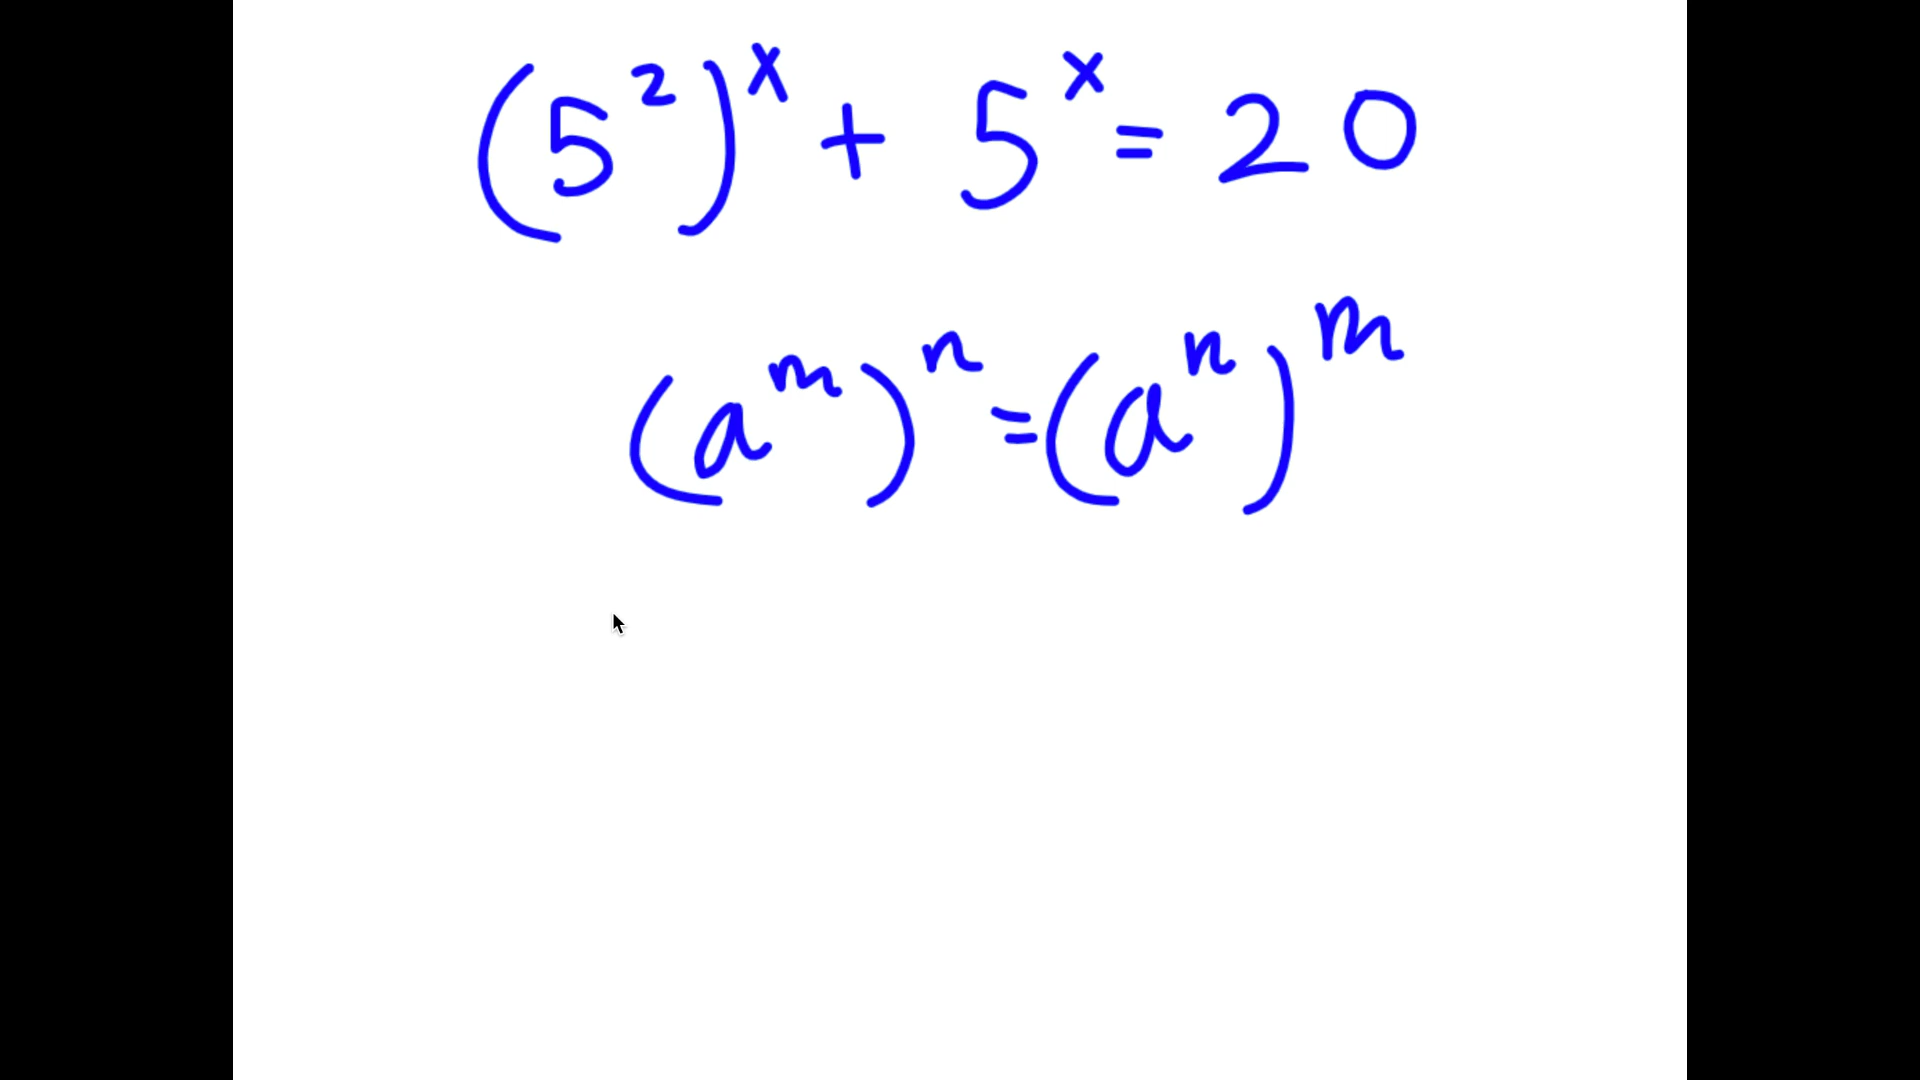 (5²)ˣ + 5ˣ = 20
(aᵐ)ⁿ = (aⁿ)ᵐ